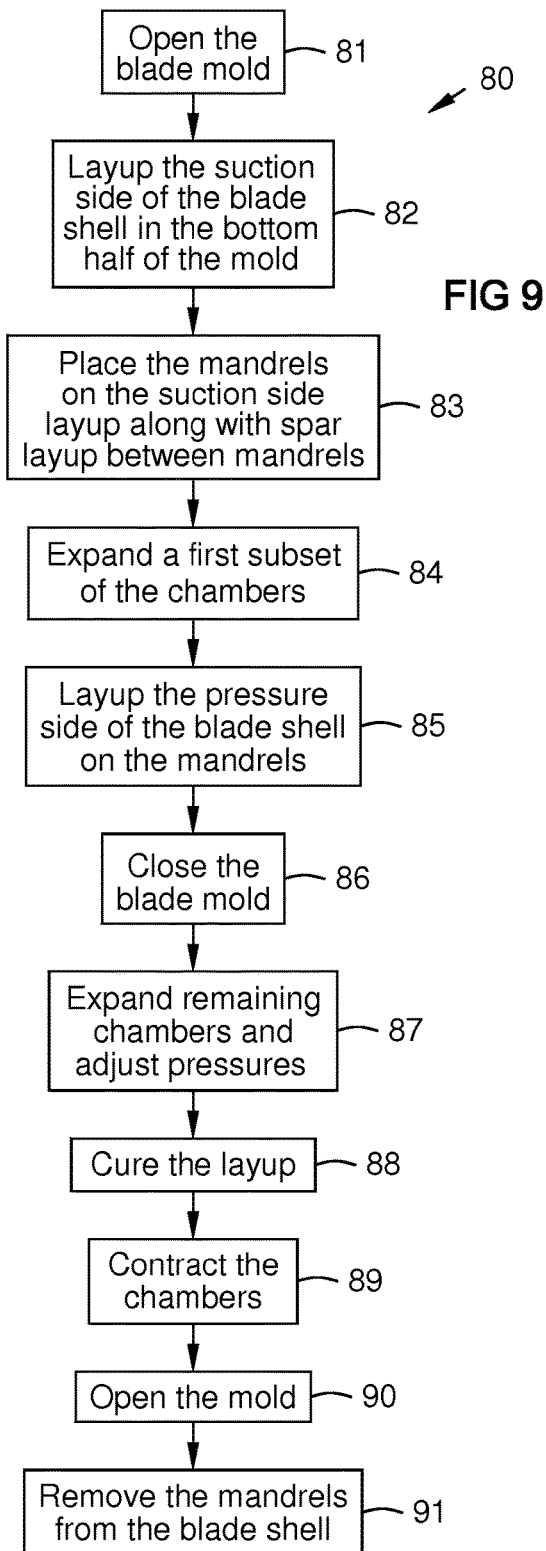 Open the
blade mold
81
80
Layup the suction
side of the blade
shell in the bottom
half of the mold
82
FIG 9
Place the mandrels
on the suction side
layup along with spar
layup between mandrels
83
Expand a first subset
of the chambers
84
Layup the pressure
side of the blade shell
on the mandrels
85
Close the
blade mold
86
Expand remaining
chambers and
adjust pressures
87
Cure the layup
88
Contract the
chambers
89
Open the mold
90
Remove the mandrels
from the blade shell
91